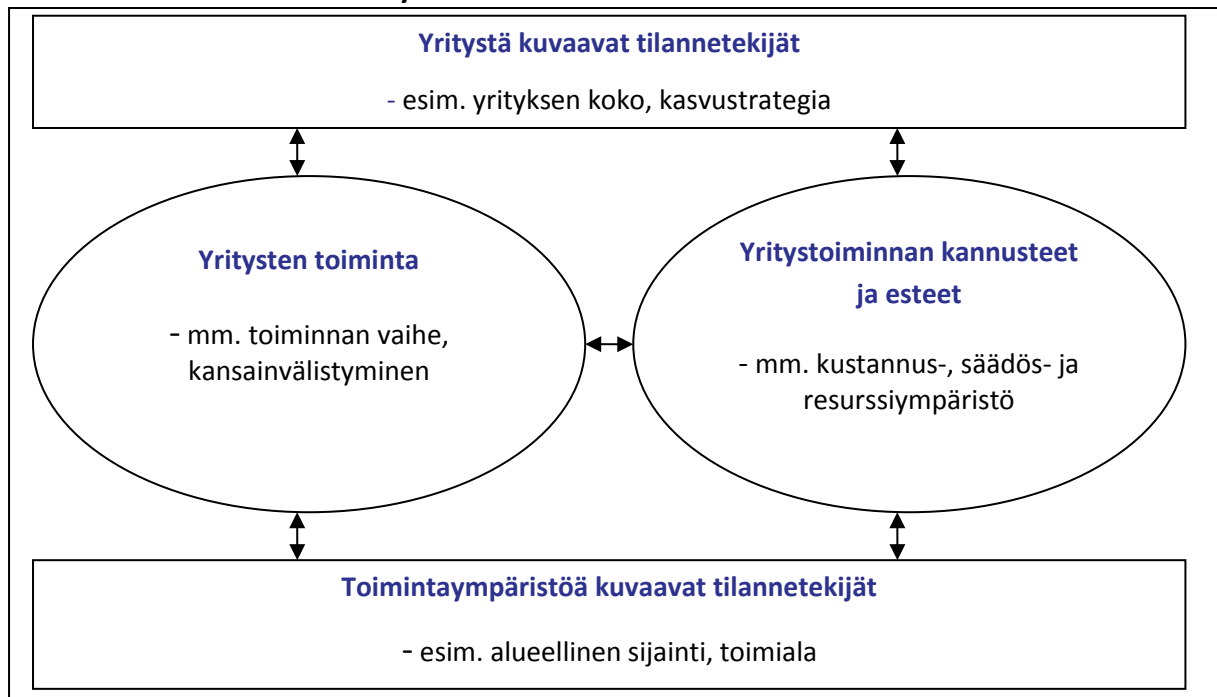 Yritystä kuvaavat tilannetekijät
- esim. yrityksen koko, kasvustrategia
Yritysten toiminta
- mm. toiminnan vaihe,
kansainvälistyminen
Yritystoiminnan kannusteet
ja esteet
- mm. kustannus-, säädös- ja
resurssiympäristö
Toimintaympäristöä kuvaavat tilannetekijät
- esim. alueellinen sijainti, toimiala